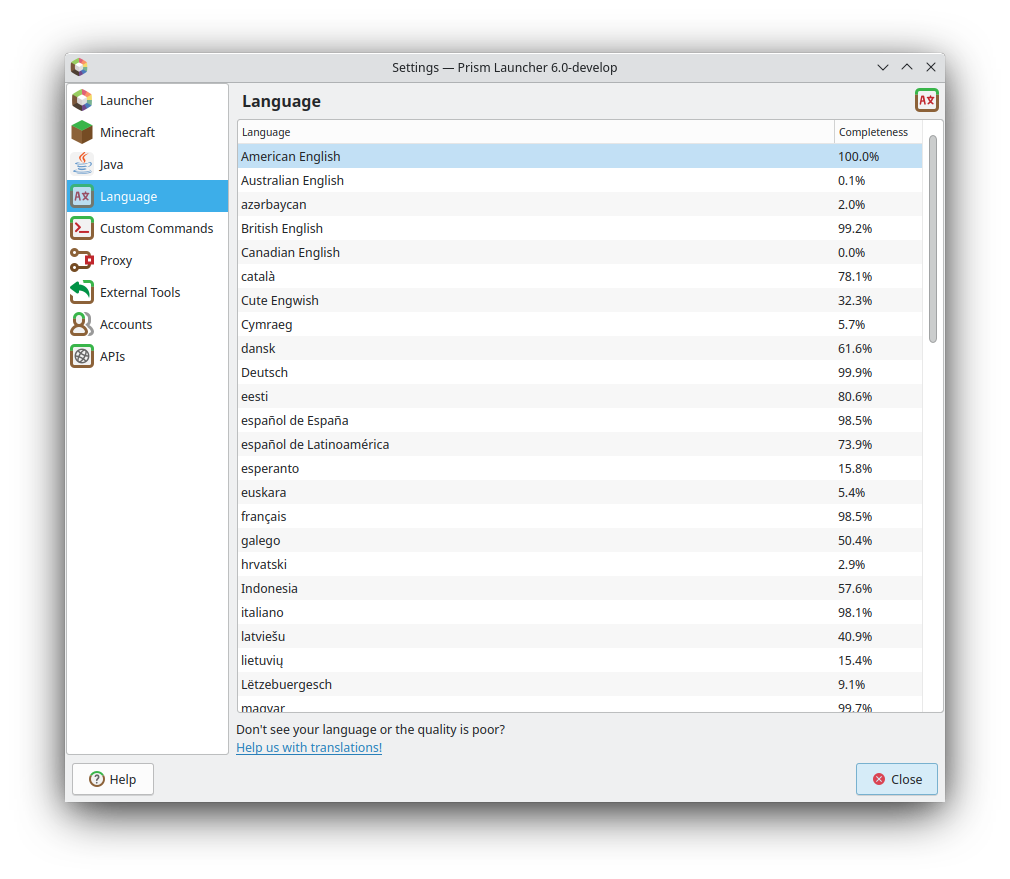 Settings — Prism Launcher 6.0-develop
Launcher
Minecraft
Java
Language
Custom Commands
Proxy
External Tools
Accounts
APIs
Language
Language Completeness
American English 100.0%
Australian English 0.1%
azərbaycan 2.0%
British English 99.2%
Canadian English 0.0%
català 78.1%
Cute Engwish 32.3%
Cymraeg 5.7%
dansk 61.6%
Deutsch 99.9%
eesti 80.6%
español de España 98.5%
español de Latinoamérica 73.9%
esperanto 15.8%
euskara 5.4%
français 98.5%
galego 50.4%
hrvatski 2.9%
Indonesia 57.6%
italiano 98.1%
latviešu 40.9%
lietuvių 15.4%
Lëtzebuergesch 9.1%
magyar 99.7%
Don't see your language or the quality is poor?
Help us with translations!
Help
Close